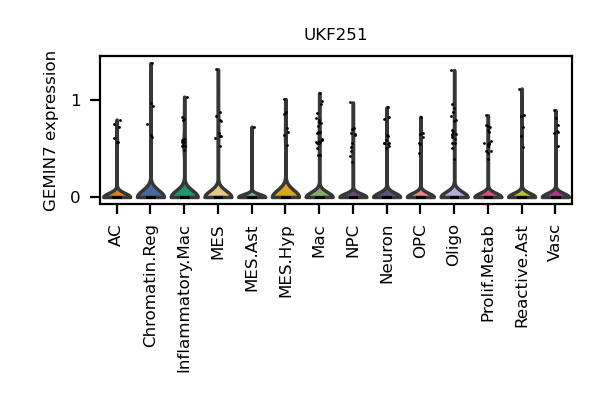 UKF251
GEMIN7 expression
1
0
AC
Chromatin.Reg
Inflammatory.Mac
MES
MES.Ast
MES.Hyp
Mac
NPC
Neuron
OPC
Oligo
Prolif.Metab
Reactive.Ast
Vasc